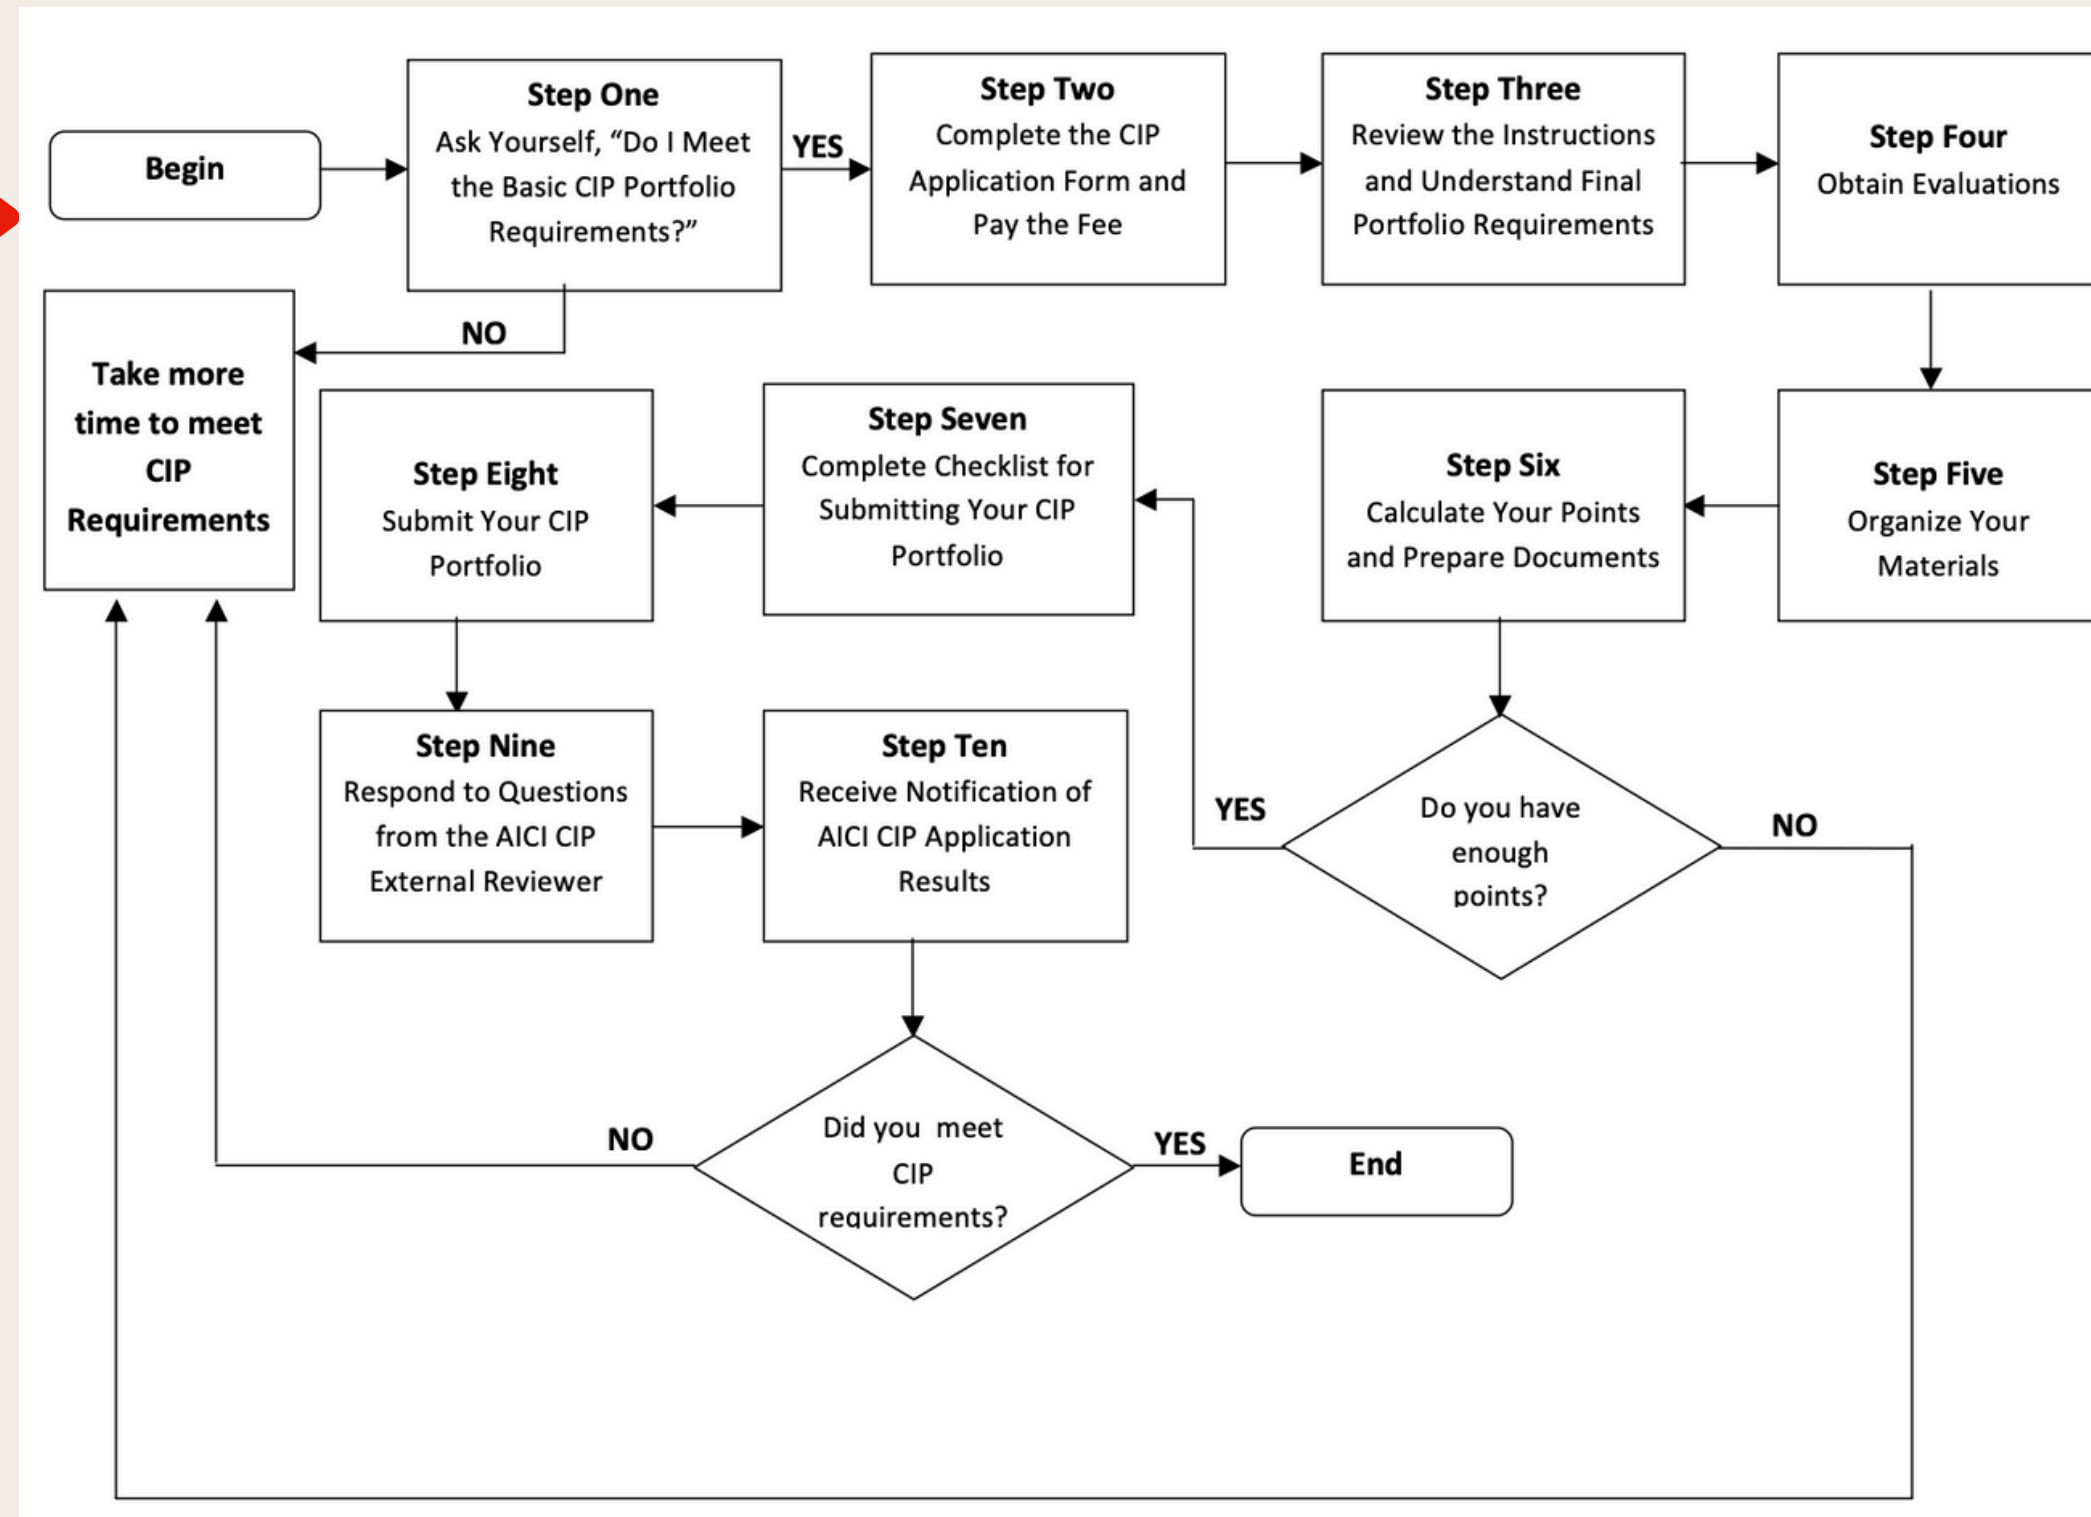 Begin
Step One
Ask Yourself, “Do I Meet
the Basic CIP Portfolio
Requirements?”
YES
Step Two
Complete the CIP
Application Form and
Pay the Fee
Step Three
Review the Instructions
and Understand Final
Portfolio Requirements
Step Four
Obtain Evaluations
NO
Take more
time to meet
CIP
Requirements
Step Eight
Submit Your CIP
Portfolio
Step Seven
Complete Checklist for
Submitting Your CIP
Portfolio
Step Six
Calculate Your Points
and Prepare Documents
Step Five
Organize Your
Materials
Step Nine
Respond to Questions
from the AICI CIP
External Reviewer
Step Ten
Receive Notification of
AICI CIP Application
Results
YES
Do you have
enough
points?
NO
NO
Did you  meet
CIP
requirements?
YES
End